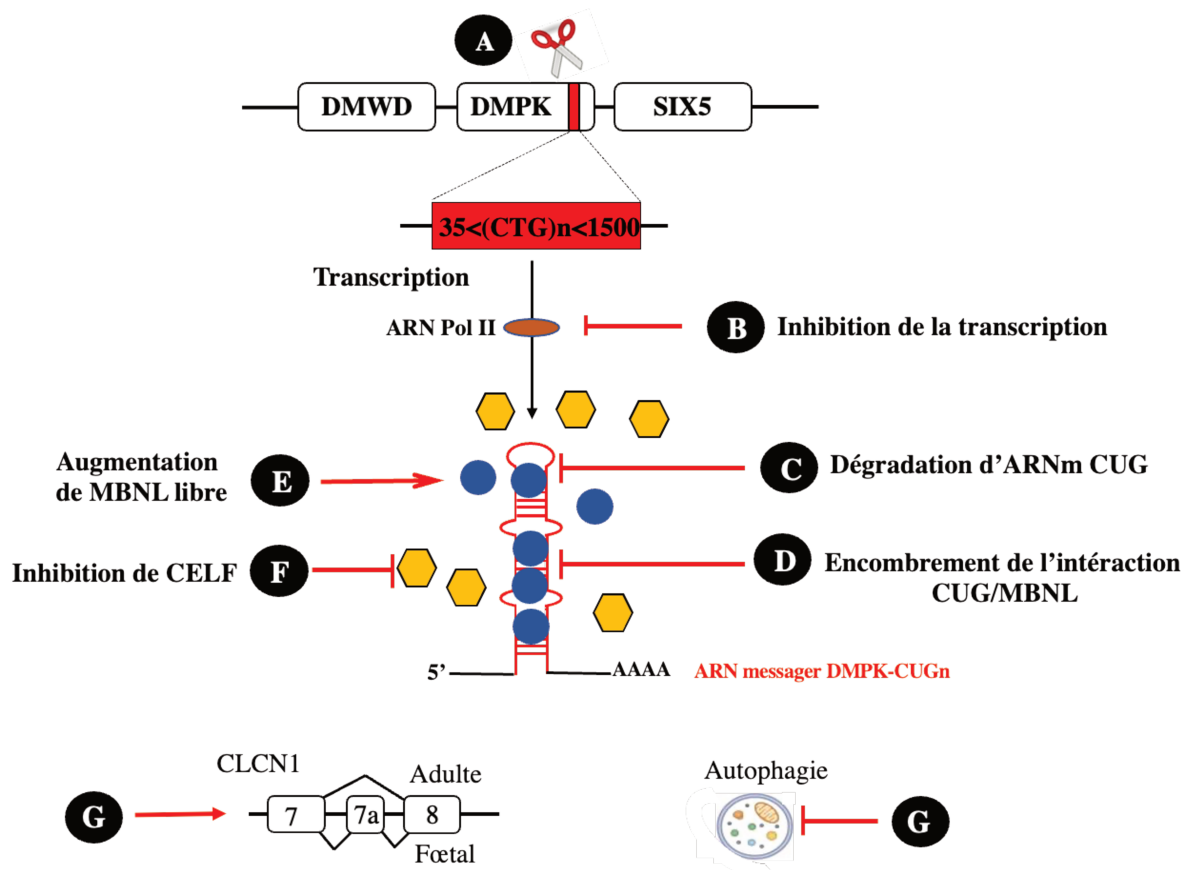 A
DMWD
DMPK
SIX5
35<(CTG)n<1500
Transcription
ARN Pol II
B
Inhibition de la transcription
Augmentation
de MBNL libre
E
C
Dégradation d'ARNm CUG
Inhibition de CELF
F
D
Encombrement de l'intéraction
CUG/MBNL
5'
AAAA
ARN messager DMPK-CUGn
CLCN1
Adulte
G
7
7a
8
Fœtal
Autophagie
G